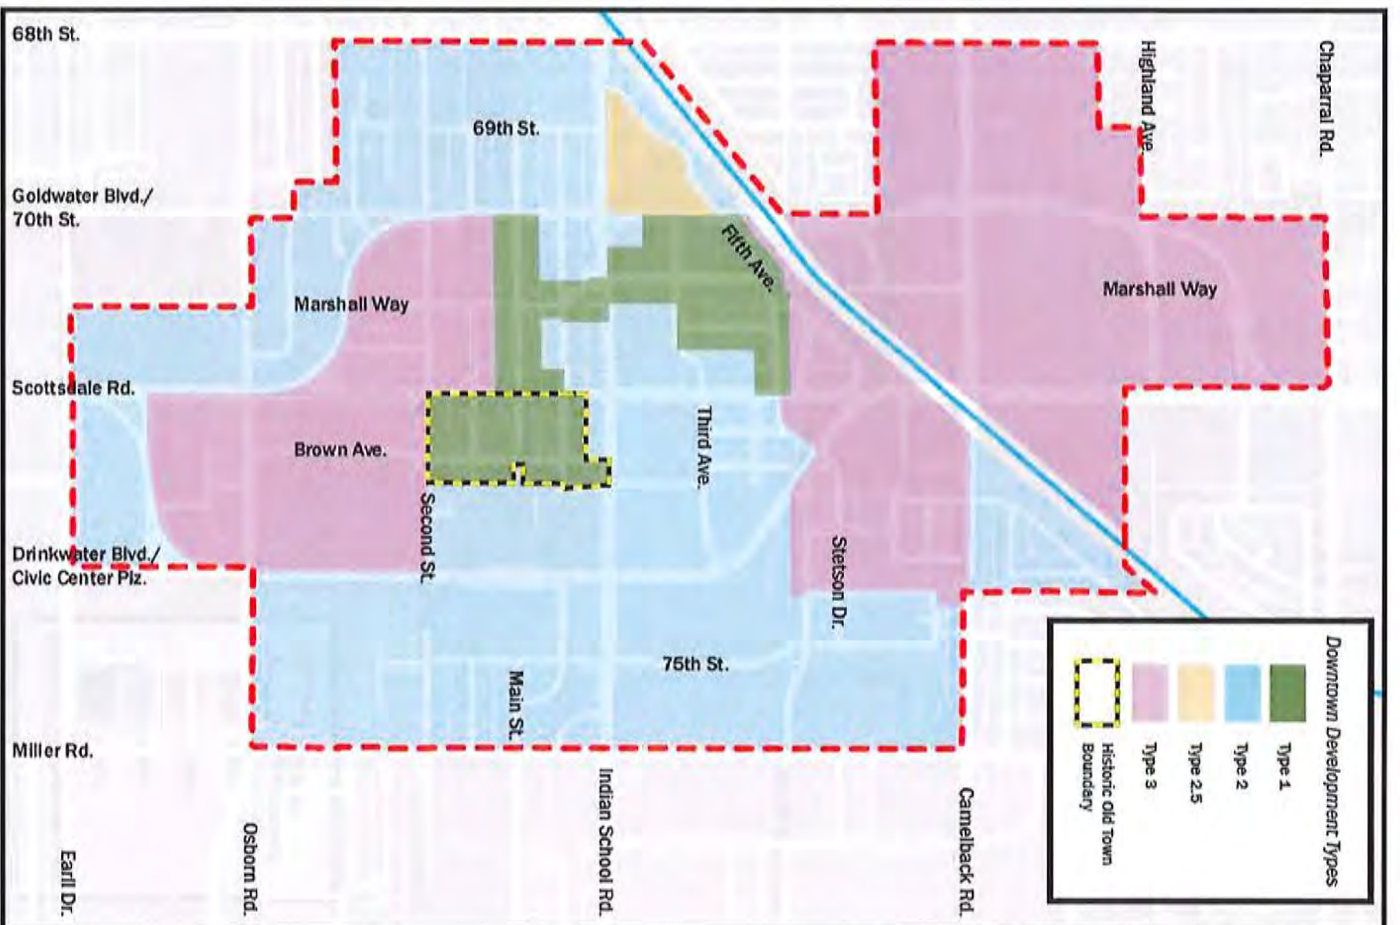 68th St.
Highland Ave.
Chaparral Rd.
69th St.
Goldwater Blvd./
70th St.
Fifth Ave.
Marshall Way
Marshall Way
Scottsdale Rd.
Third Ave.
Brown Ave.
Second St.
Stetson Dr.
Drinkwater Blvd./
Civic Center Plz.
75th St.
Main St.
Miller Rd.
Indian School Rd.
Camelback Rd.
Osborn Rd.
Earll Dr.
Downtown Development Types
Type 1
Type 2
Type 2.5
Type 3
Historic Old Town
Boundary